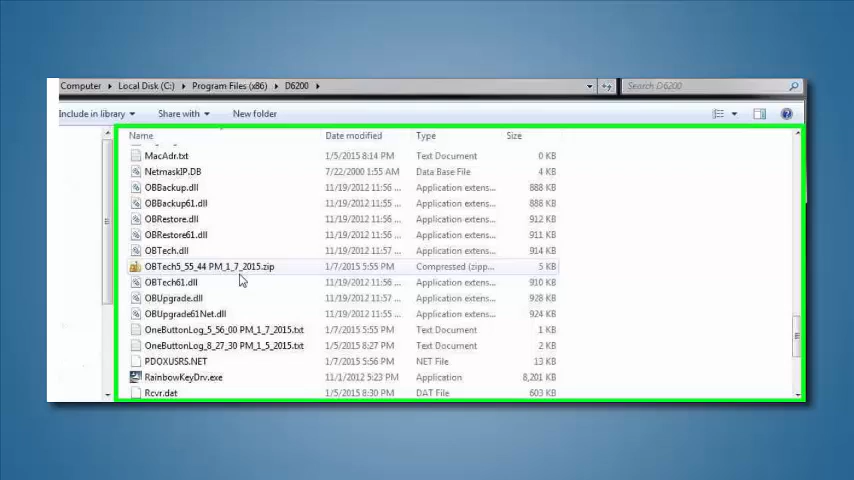 Computer ▸ Local Disk (C:) ▸ Program Files (x86) ▸ D6200 ▸ Search D6200
Include in library Share with New folder
Name Date modified Type Size
MacAdr.txt 1/5/2015 8:14 PM Text Document 0 KB
NetmaskIP.DB 7/22/2000 1:55 AM Data Base File 4 KB
OBBackup.dll 11/19/2012 11:56 ... Application extens... 888 KB
OBBackup61.dll 11/19/2012 11:56 ... Application extens... 888 KB
OBRestore.dll 11/19/2012 11:56 ... Application extens... 912 KB
OBRestore61.dll 11/19/2012 11:56 ... Application extens... 911 KB
OBTech.dll 11/19/2012 11:57 ... Application extens... 914 KB
OBTech5_55_44 PM_1_7_2015.zip 1/7/2015 5:55 PM Compressed (zipp... 5 KB
OBTech61.dll 11/19/2012 11:56 ... Application extens... 910 KB
OBUpgrade.dll 11/19/2012 11:57 ... Application extens... 928 KB
OBUpgrade61Net.dll 11/19/2012 11:55 ... Application extens... 924 KB
OneButtonLog_5_56_00 PM_1_7_2015.txt 1/7/2015 5:55 PM Text Document 1 KB
OneButtonLog_8_27_30 PM_1_5_2015.txt 1/5/2015 8:27 PM Text Document 2 KB
PDOXUSRS.NET 1/7/2015 5:56 PM NET File 13 KB
RainbowKeyDrv.exe 11/1/2012 5:23 PM Application 8,201 KB
Rcvr.dat 1/5/2015 8:30 PM DAT File 603 KB